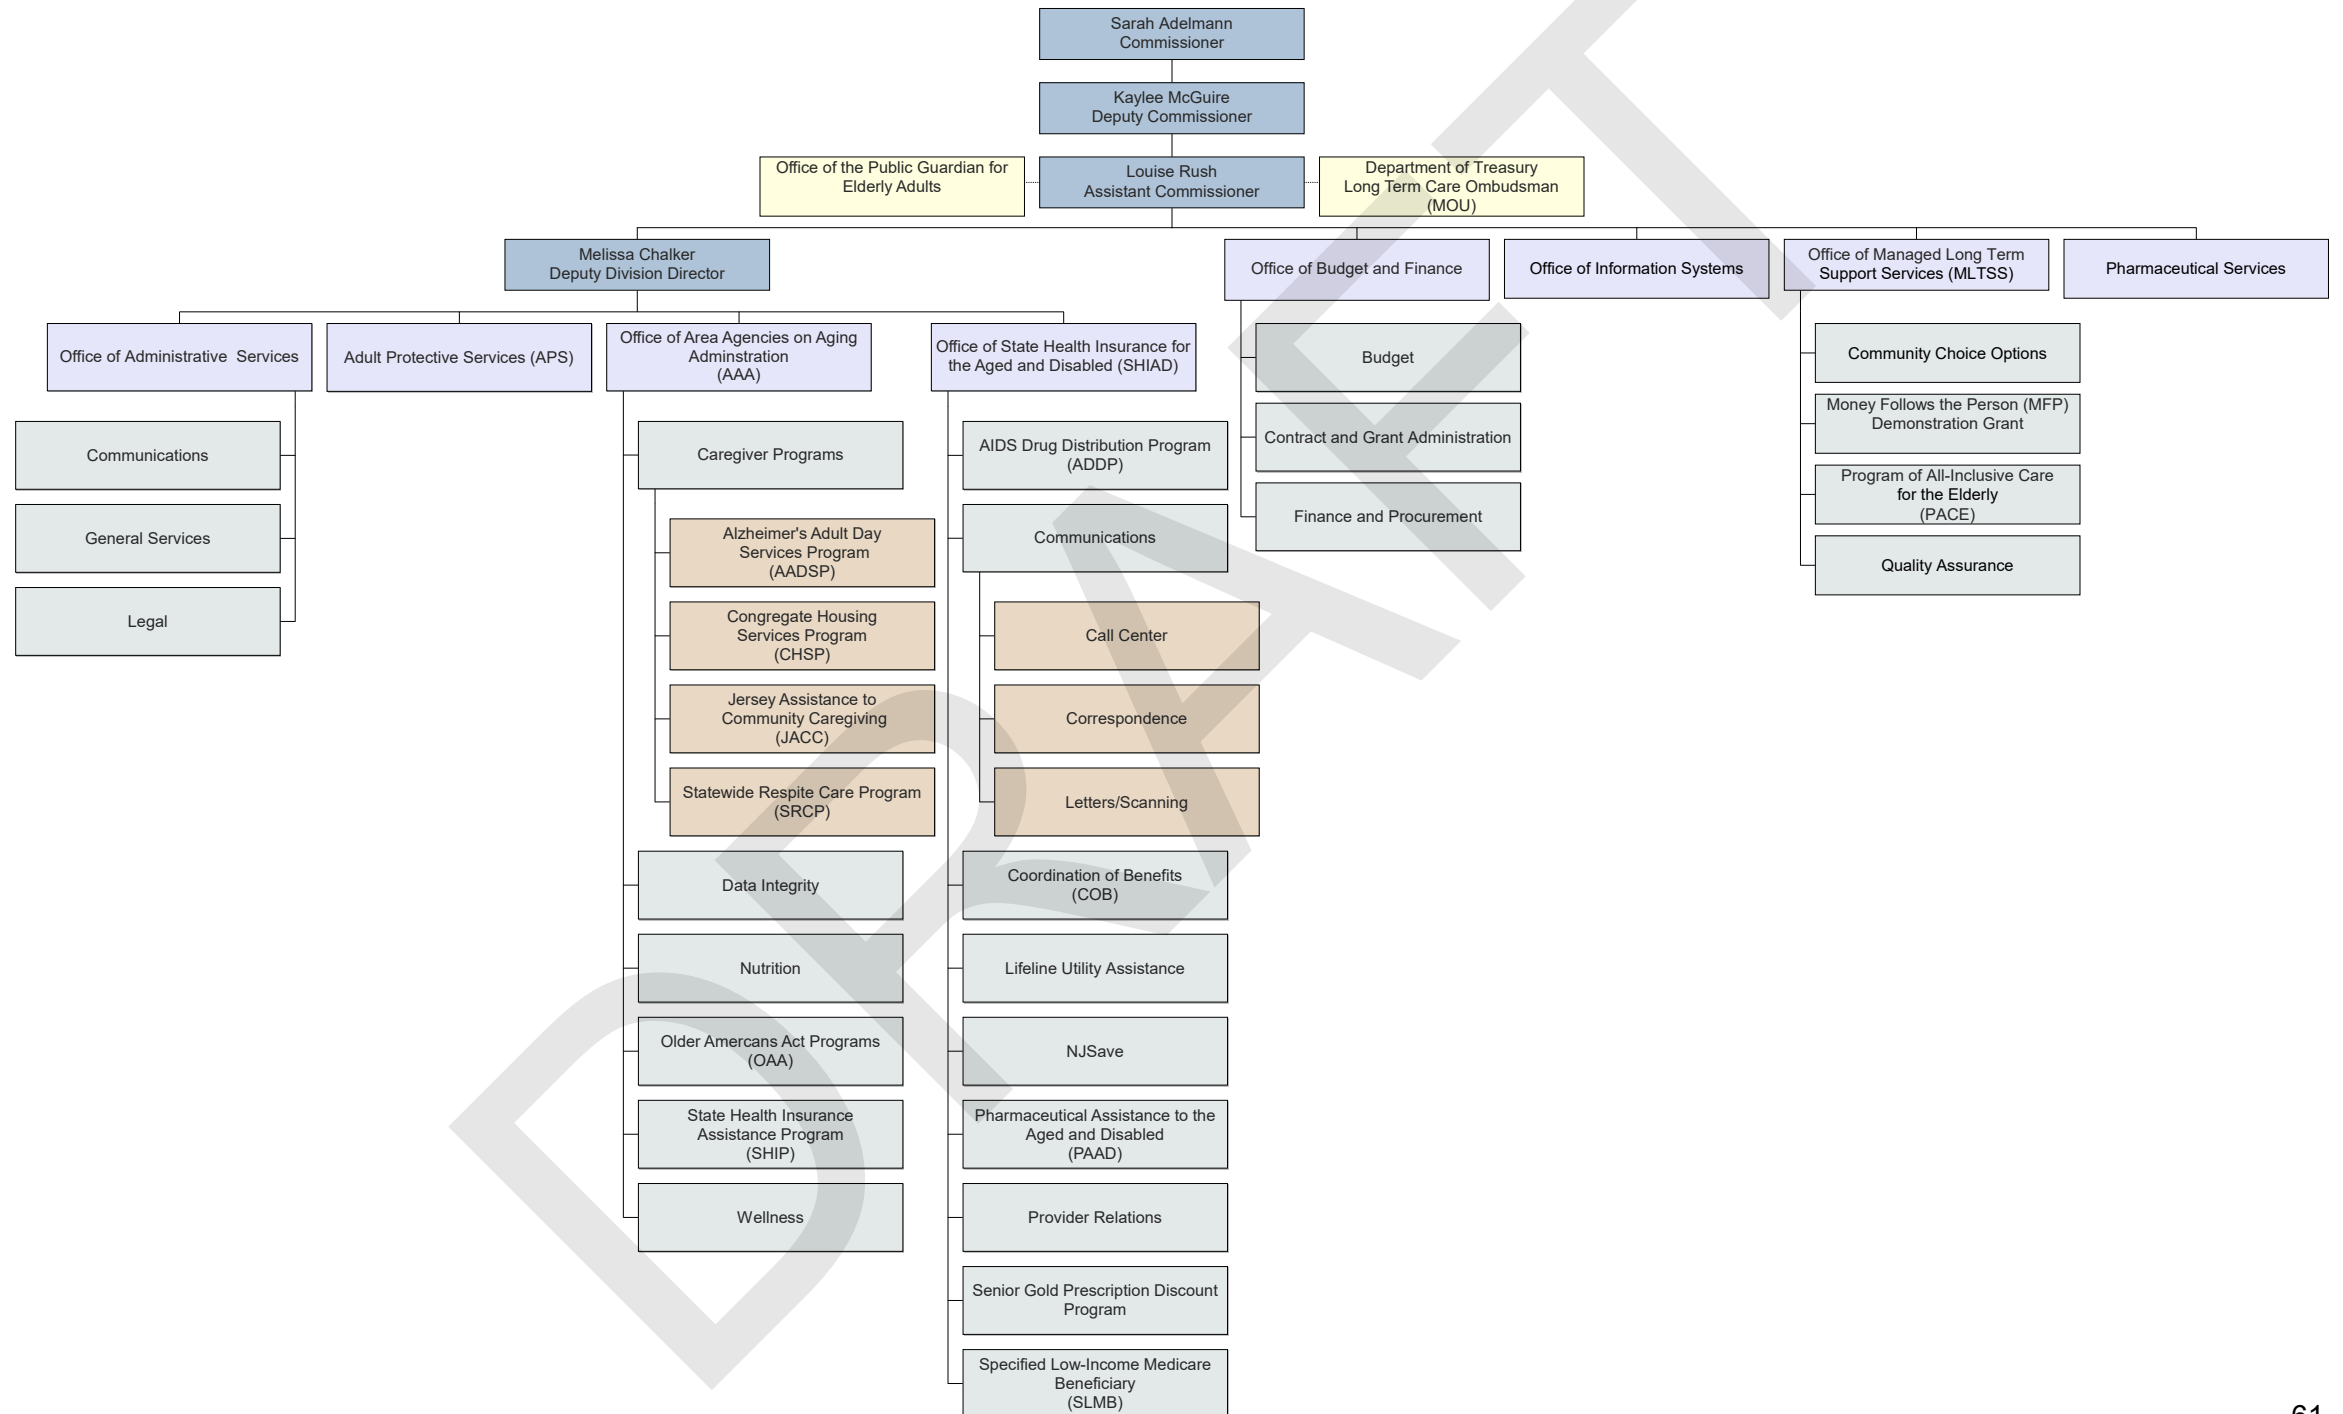 Sarah Adelmann
Commissioner
Kaylee McGuire
Deputy Commissioner
Office of the Public Guardian for
Elderly Adults
Louise Rush
Assistant Commissioner
Department of Treasury
Long Term Care Ombudsman
(MOU)
Melissa Chalker
Deputy Division Director
Office of Budget and Finance
Office of Information Systems
Office of Managed Long Term
Support Services (MLTSS)
Pharmaceutical Services
Office of Administrative  Services
Adult Protective Services (APS)
Office of Area Agencies on Aging
Adminstration
(AAA)
Office of State Health Insurance for
the Aged and Disabled (SHIAD)
Communications
General Services
Legal
Caregiver Programs
Alzheimer's Adult Day
Services Program
(AADSP)
Congregate Housing
Services Program
(CHSP)
Jersey Assistance to
Community Caregiving
(JACC)
Statewide Respite Care Program
(SRCP)
Data Integrity
Nutrition
Older Amercans Act Programs
(OAA)
State Health Insurance
Assistance Program
(SHIP)
Wellness
AIDS Drug Distribution Program
(ADDP)
Communications
Call Center
Correspondence
Letters/Scanning
Coordination of Benefits
(COB)
Lifeline Utility Assistance
NJSave
Pharmaceutical Assistance to the
Aged and Disabled
(PAAD)
Provider Relations
Senior Gold Prescription Discount
Program
Specified Low-Income Medicare
Beneficiary
(SLMB)
Budget
Contract and Grant Administration
Finance and Procurement
Community Choice Options
Money Follows the Person (MFP)
Demonstration Grant
Program of All-Inclusive Care
for the Elderly
(PACE)
Quality Assurance
DRAFT
61